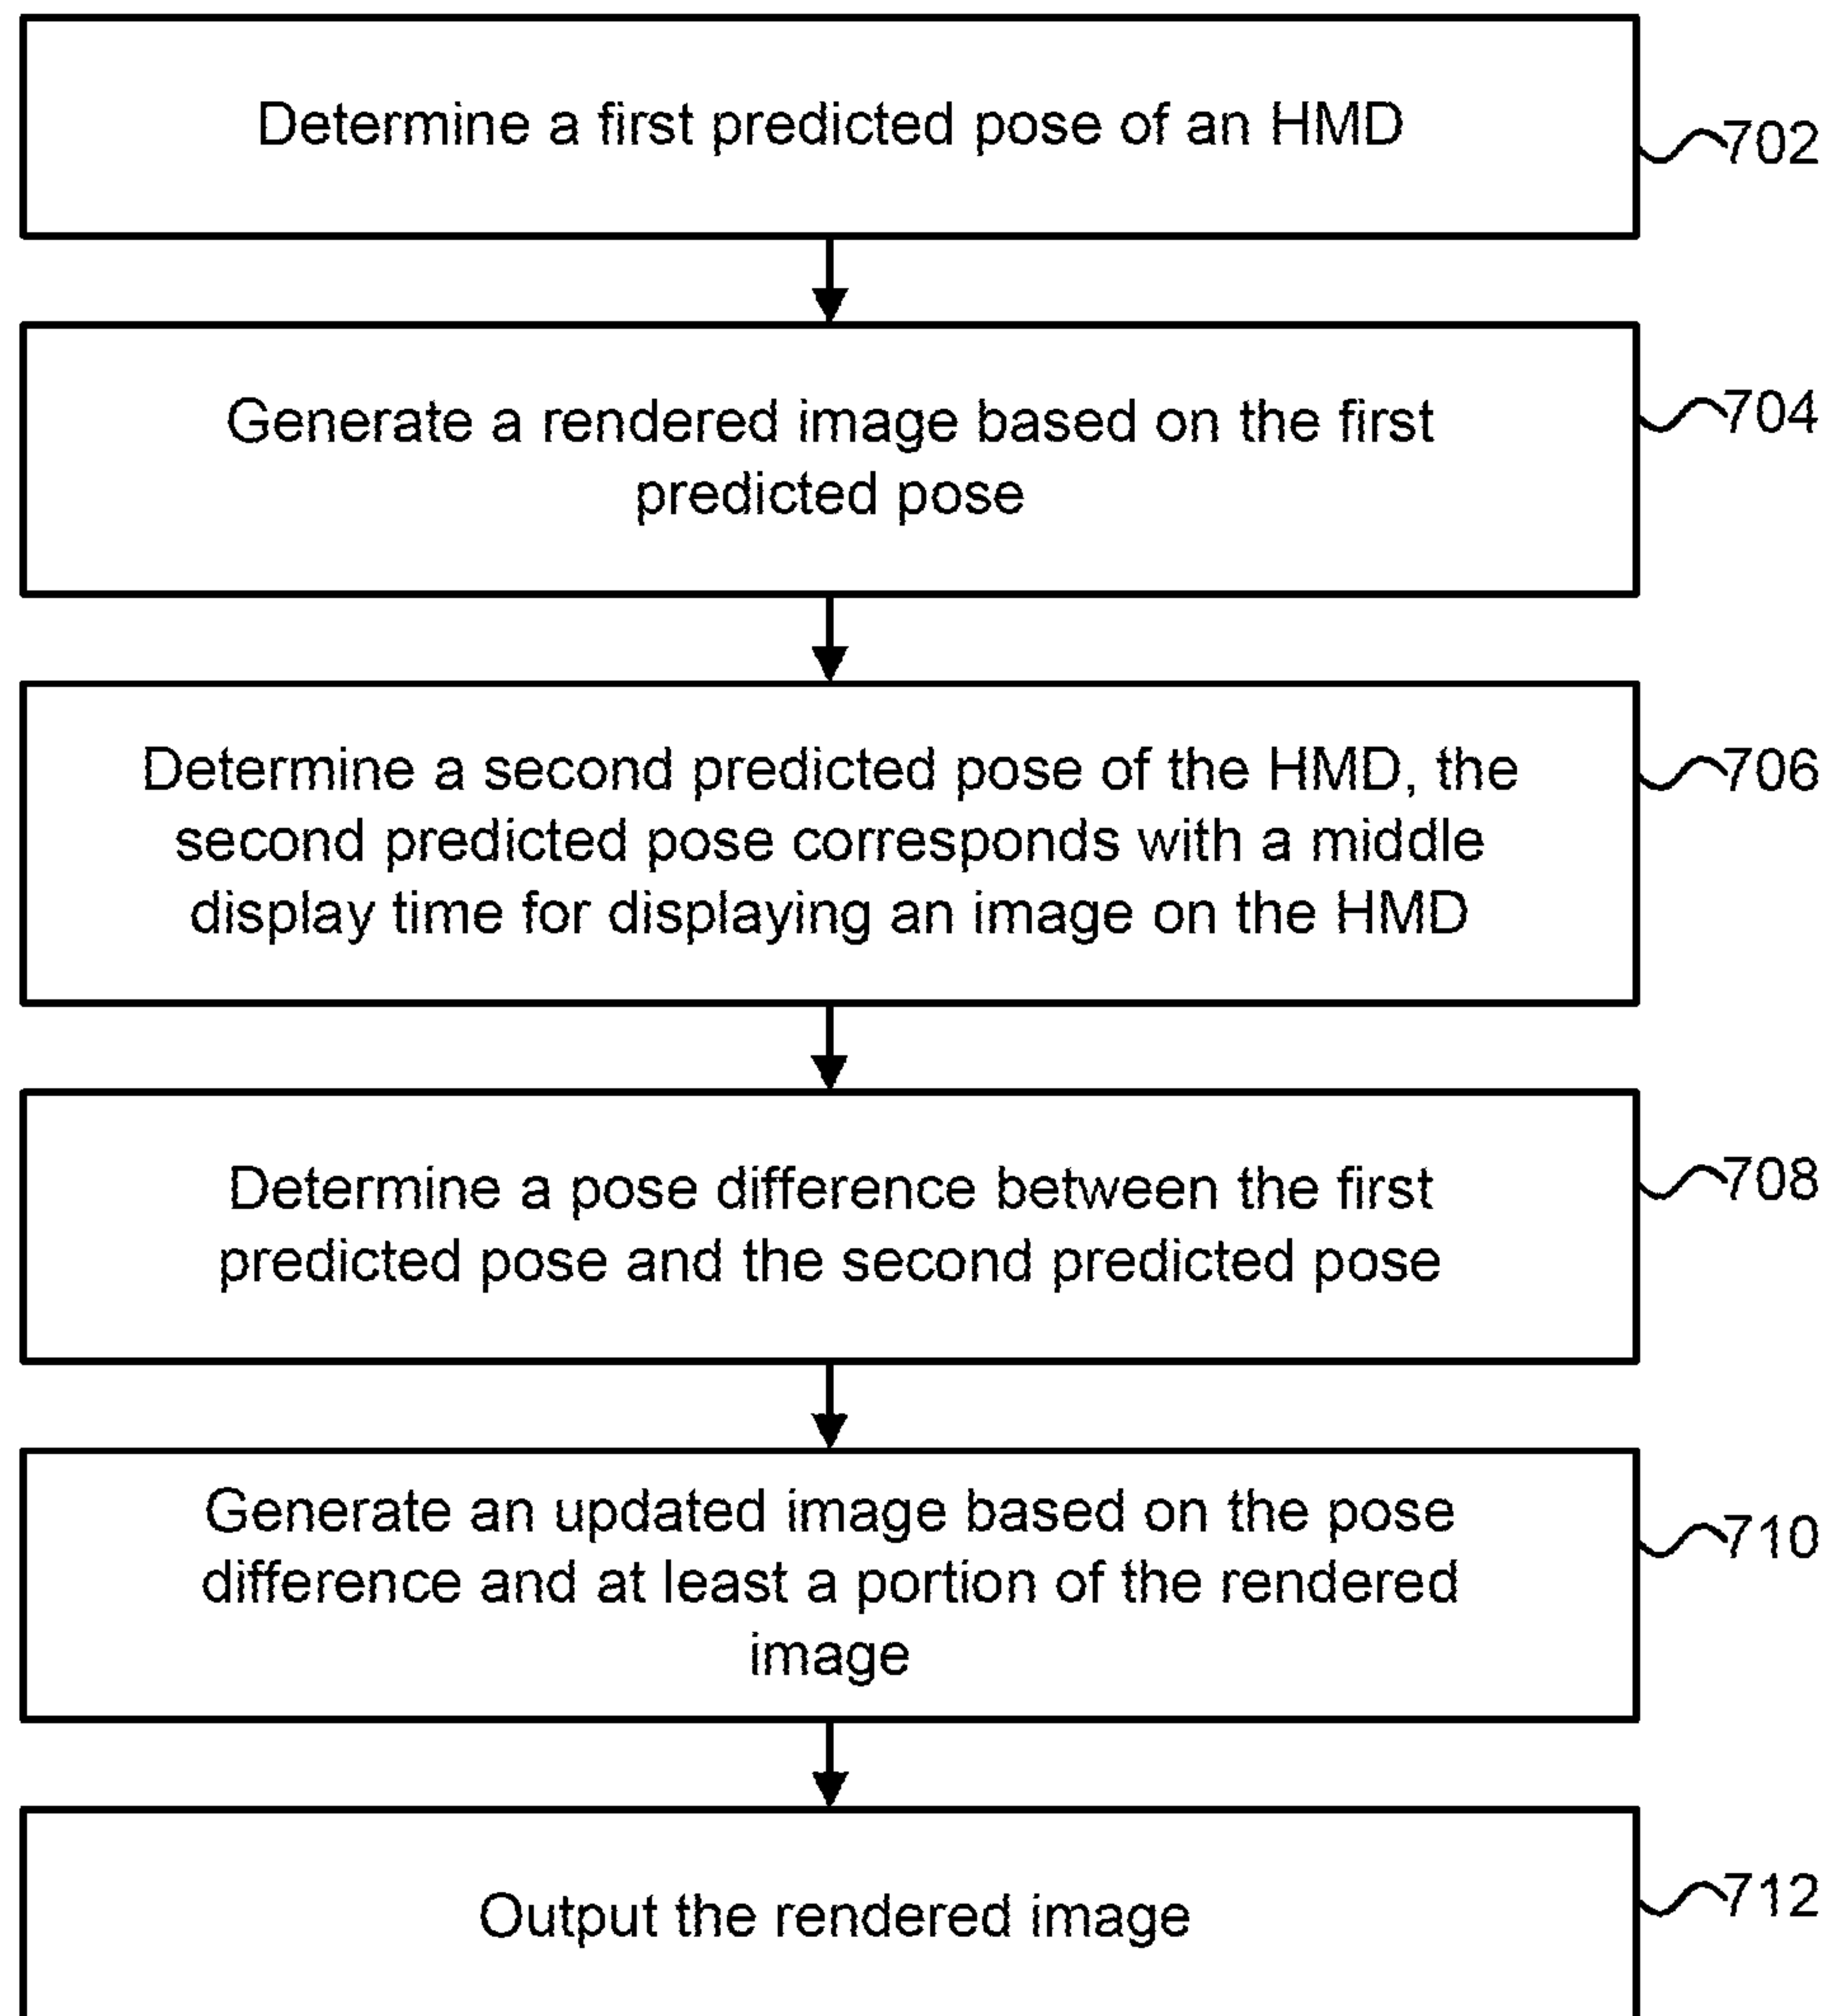 Determine a first predicted pose of an HMD
702
Generate a rendered image based on the first
predicted pose
704
Determine a second predicted pose of the HMD, the
second predicted pose corresponds with a middle
display time for displaying an image on the HMD
706
Determine a pose difference between the first
predicted pose and the second predicted pose
708
Generate an updated image based on the pose
difference and at least a portion of the rendered
image
710
Output the rendered image
712